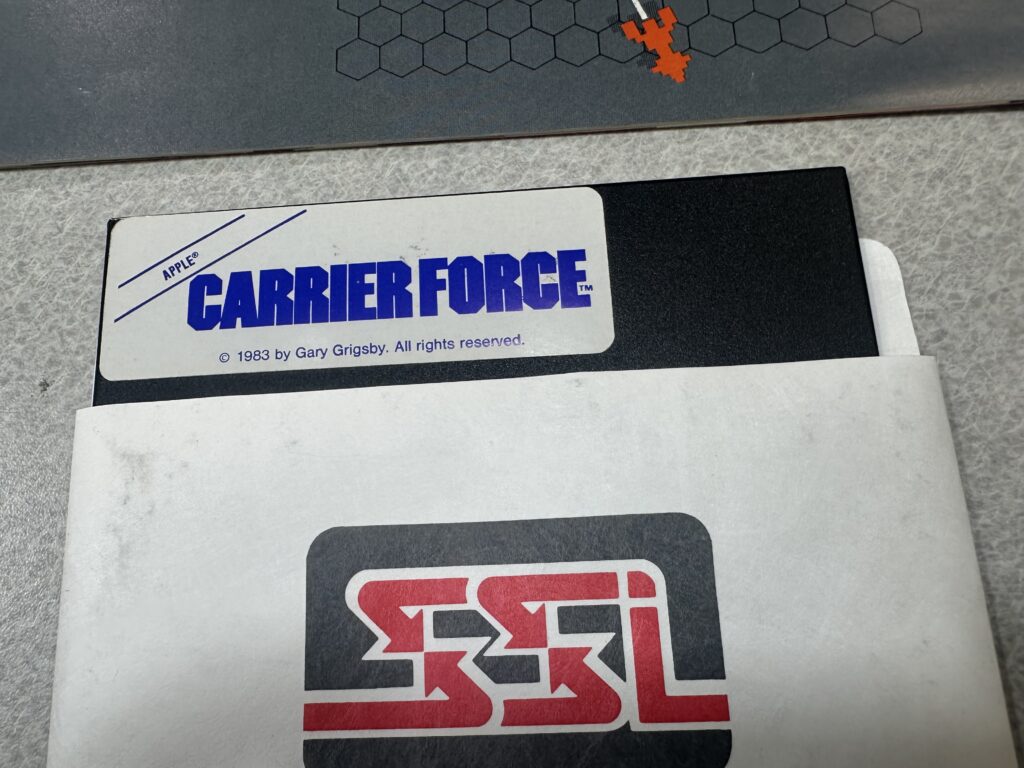 APPLE®
CARRIER FORCE™
© 1983 by Gary Grigsby. All rights reserved.
SSI